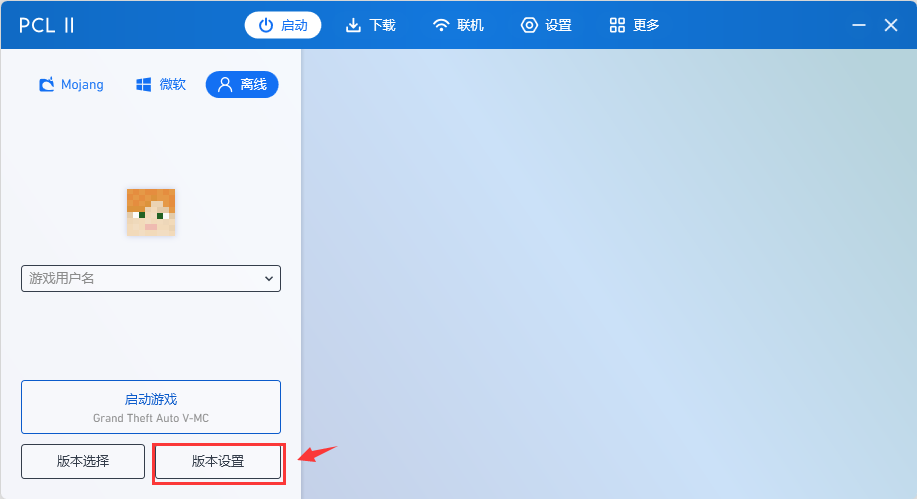 PCL II
启动
下载
联机
设置
更多
Mojang
微软
离线
游戏用户名
启动游戏
Grand Theft Auto V-MC
版本选择
版本设置